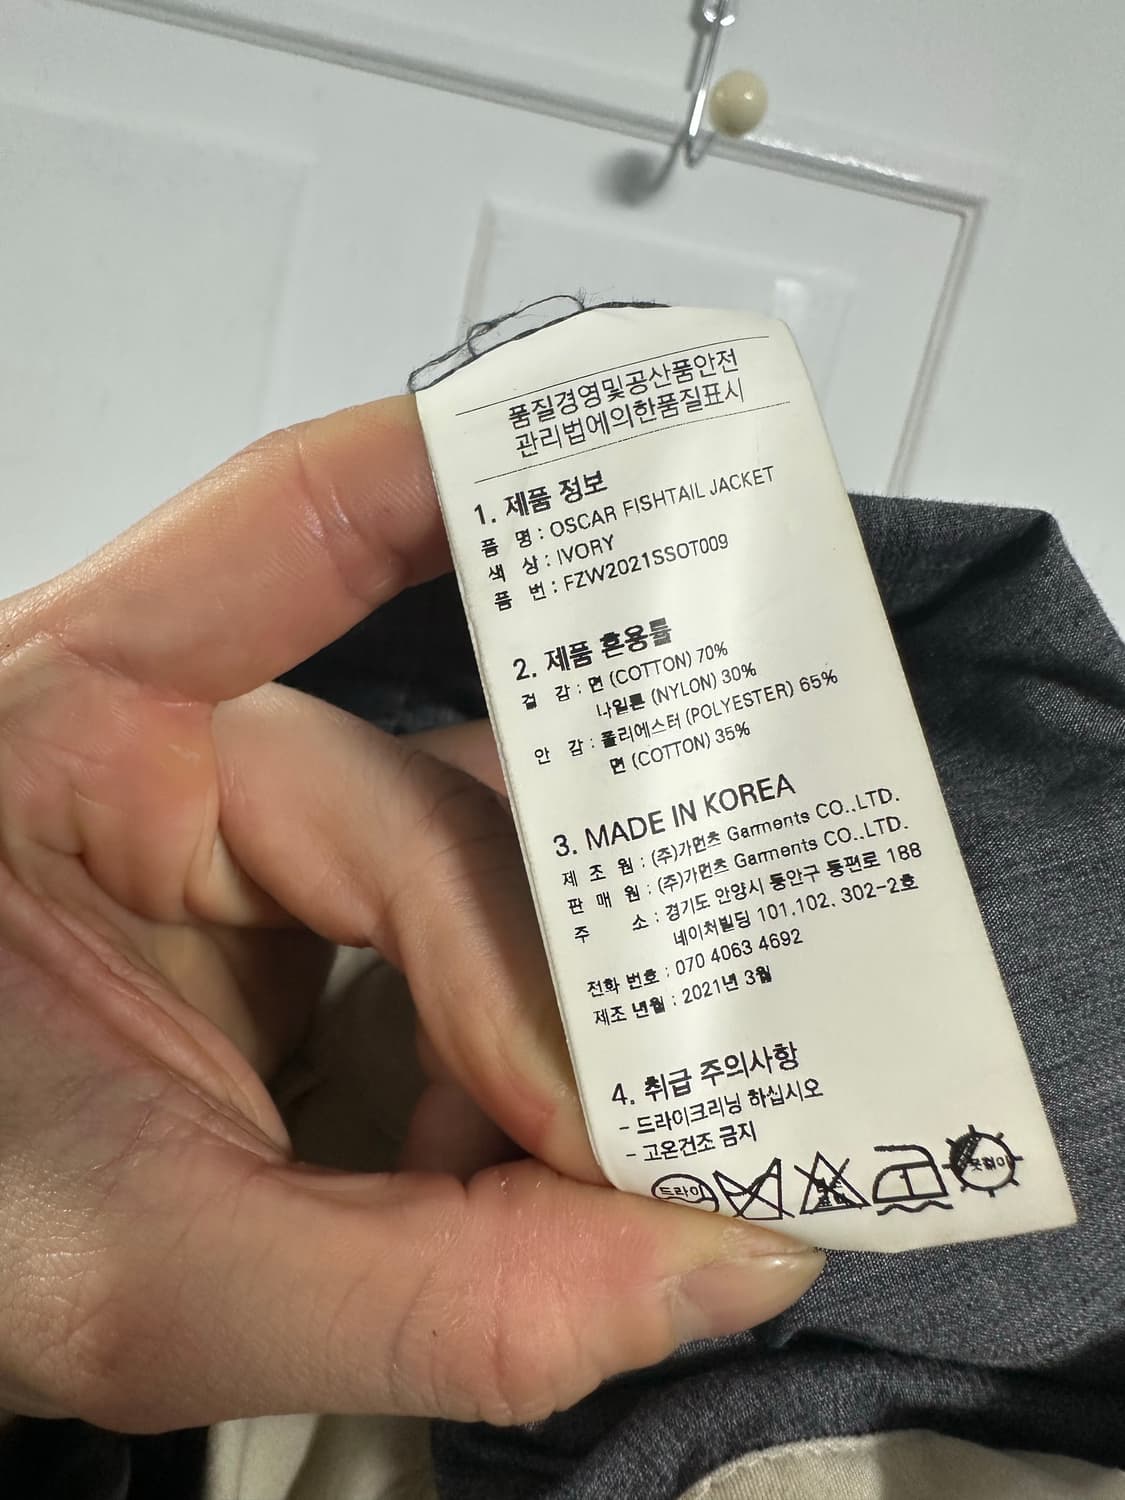 품질경영및공산품안전
관리법에의한품질표시
1. 제품 정보
품 명 : OSCAR FISHTAIL JACKET
색 상 : IVORY
품 번 : FZW2021SSOT009
2. 제품 혼용률
겉 감 : 면 (COTTON) 70%
나일론 (NYLON) 30%
안 감 : 폴리에스터 (POLYESTER) 65%
면 (COTTON) 35%
3. MADE IN KOREA
제 조 원 : (주)가먼츠 Garments CO..LTD.
판 매 원 : (주)가먼츠 Garments CO..LTD.
주 소 : 경기도 안양시 동안구 동편로 188
네이처빌딩 101,102. 302-2호
전화 번호 : 070 4063 4692
제조 년월 : 2021년 3월
4. 취급 주의사항
- 드라이크리닝 하십시오
- 고온건조 금지
드라이
1